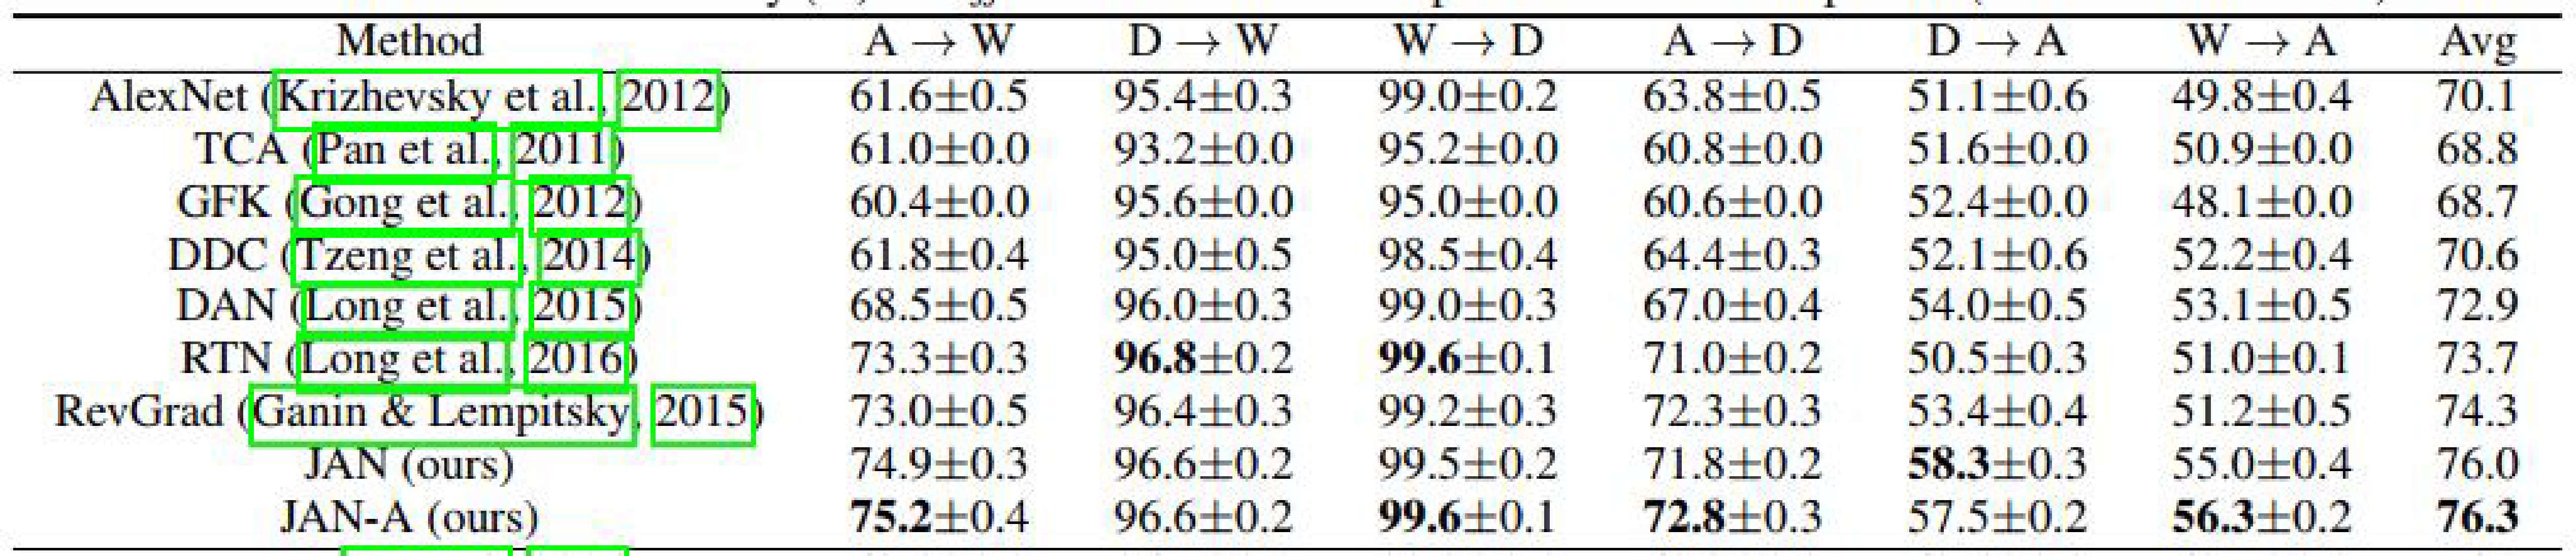 Method A → W D → W W → D A → D D → A W → A Avg
AlexNet (Krizhevsky et al., 2012) 61.6±0.5 95.4±0.3 99.0±0.2 63.8±0.5 51.1±0.6 49.8±0.4 70.1
TCA (Pan et al., 2011) 61.0±0.0 93.2±0.0 95.2±0.0 60.8±0.0 51.6±0.0 50.9±0.0 68.8
GFK (Gong et al., 2012) 60.4±0.0 95.6±0.0 95.0±0.0 60.6±0.0 52.4±0.0 48.1±0.0 68.7
DDC (Tzeng et al., 2014) 61.8±0.4 95.0±0.5 98.5±0.4 64.4±0.3 52.1±0.6 52.2±0.4 70.6
DAN (Long et al., 2015) 68.5±0.5 96.0±0.3 99.0±0.3 67.0±0.4 54.0±0.5 53.1±0.5 72.9
RTN (Long et al., 2016) 73.3±0.3 96.8±0.2 99.6±0.1 71.0±0.2 50.5±0.3 51.0±0.1 73.7
RevGrad (Ganin & Lempitsky, 2015) 73.0±0.5 96.4±0.3 99.2±0.3 72.3±0.3 53.4±0.4 51.2±0.5 74.3
JAN (ours) 74.9±0.3 96.6±0.2 99.5±0.2 71.8±0.2 58.3±0.3 55.0±0.4 76.0
JAN-A (ours) 75.2±0.4 96.6±0.2 99.6±0.1 72.8±0.3 57.5±0.2 56.3±0.2 76.3